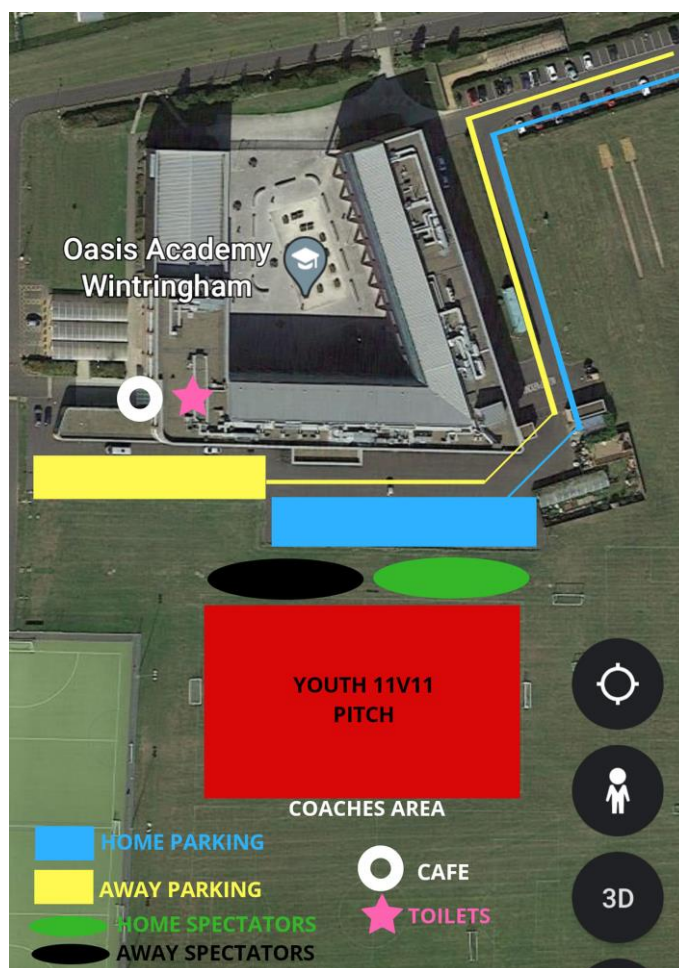 Oasis Academy
Wintringham
YOUTH 11V11
PITCH
COACHES AREA
HOME PARKING
AWAY PARKING
HOME SPECTATORS
AWAY SPECTATORS
CAFE
TOILETS
3D